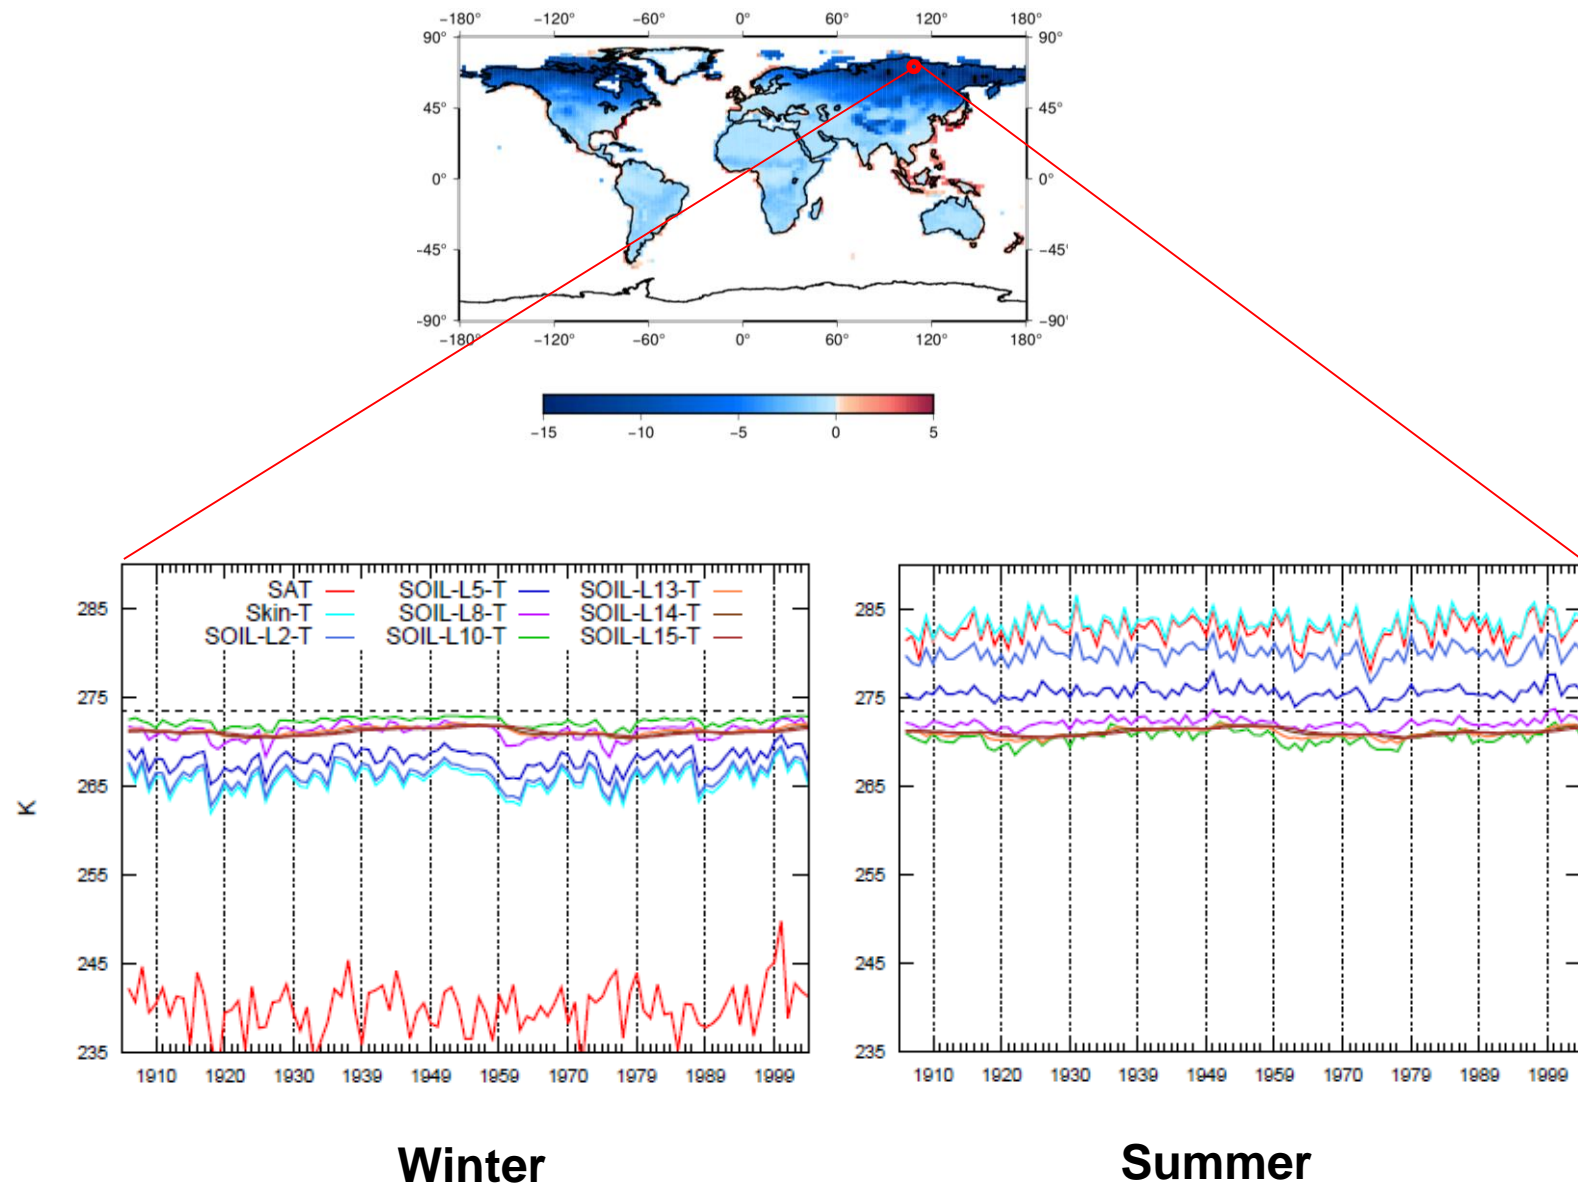 −180° −120° −60° 0° 60° 120° 180°
90° 90°
45° 45°
0° 0°
−45° −45°
−90° −90°
−180° −120° −60° 0° 60° 120° 180°
−15 −10 −5 0 5
SAT SOIL-L5-T SOIL-L13-T
Skin-T SOIL-L8-T SOIL-L14-T
SOIL-L2-T SOIL-L10-T SOIL-L15-T
K
285
275
265
255
245
235
1910 1920 1930 1939 1949 1959 1970 1979 1989 1999
285
275
265
255
245
235
1910 1920 1930 1939 1949 1959 1970 1979 1989 1999
Winter
Summer